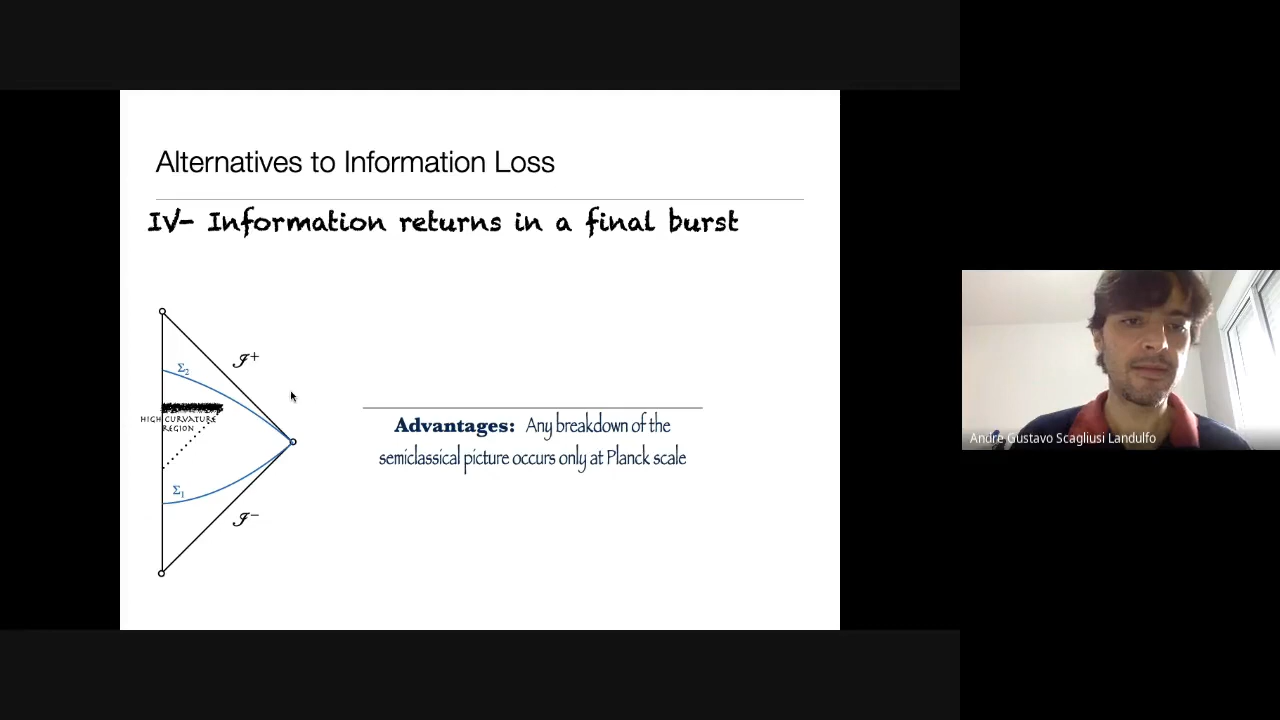 Alternatives to Information Loss
IV- Information returns in a final burst
𝓘+
Σ2
HIGH CURVATURE
REGION
Advantages: Any breakdown of the
semiclassical picture occurs only at Planck scale
Σ1
𝓘−
Andre Gustavo Scagliusi Landulfo